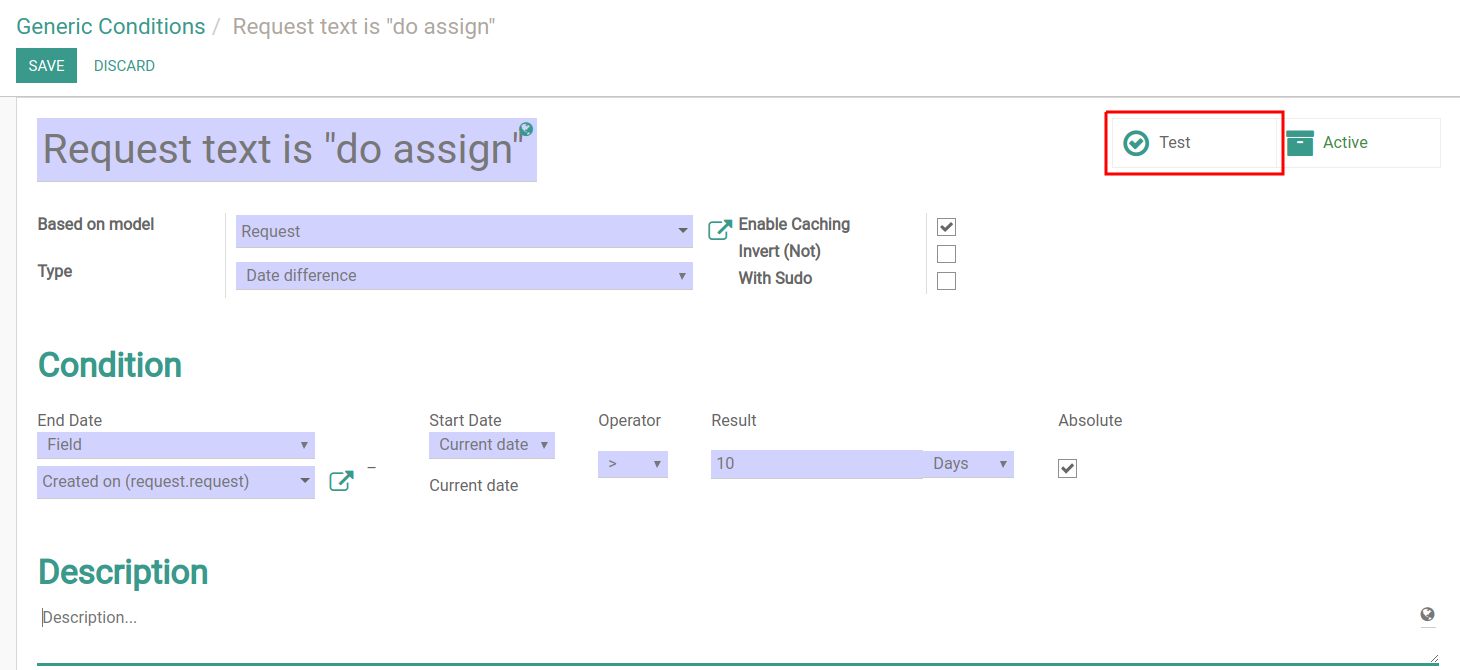 Generic Conditions / Request text is "do assign"
SAVE DISCARD
Request text is "do assign"
Test
Active
Based on model
Request
Type
Date difference
Enable Caching
Invert (Not)
With Sudo
Condition
End Date Start Date Operator Result Absolute
Field Current date
> 10 Days
Created on (request.request) – Current date
Description
Description...